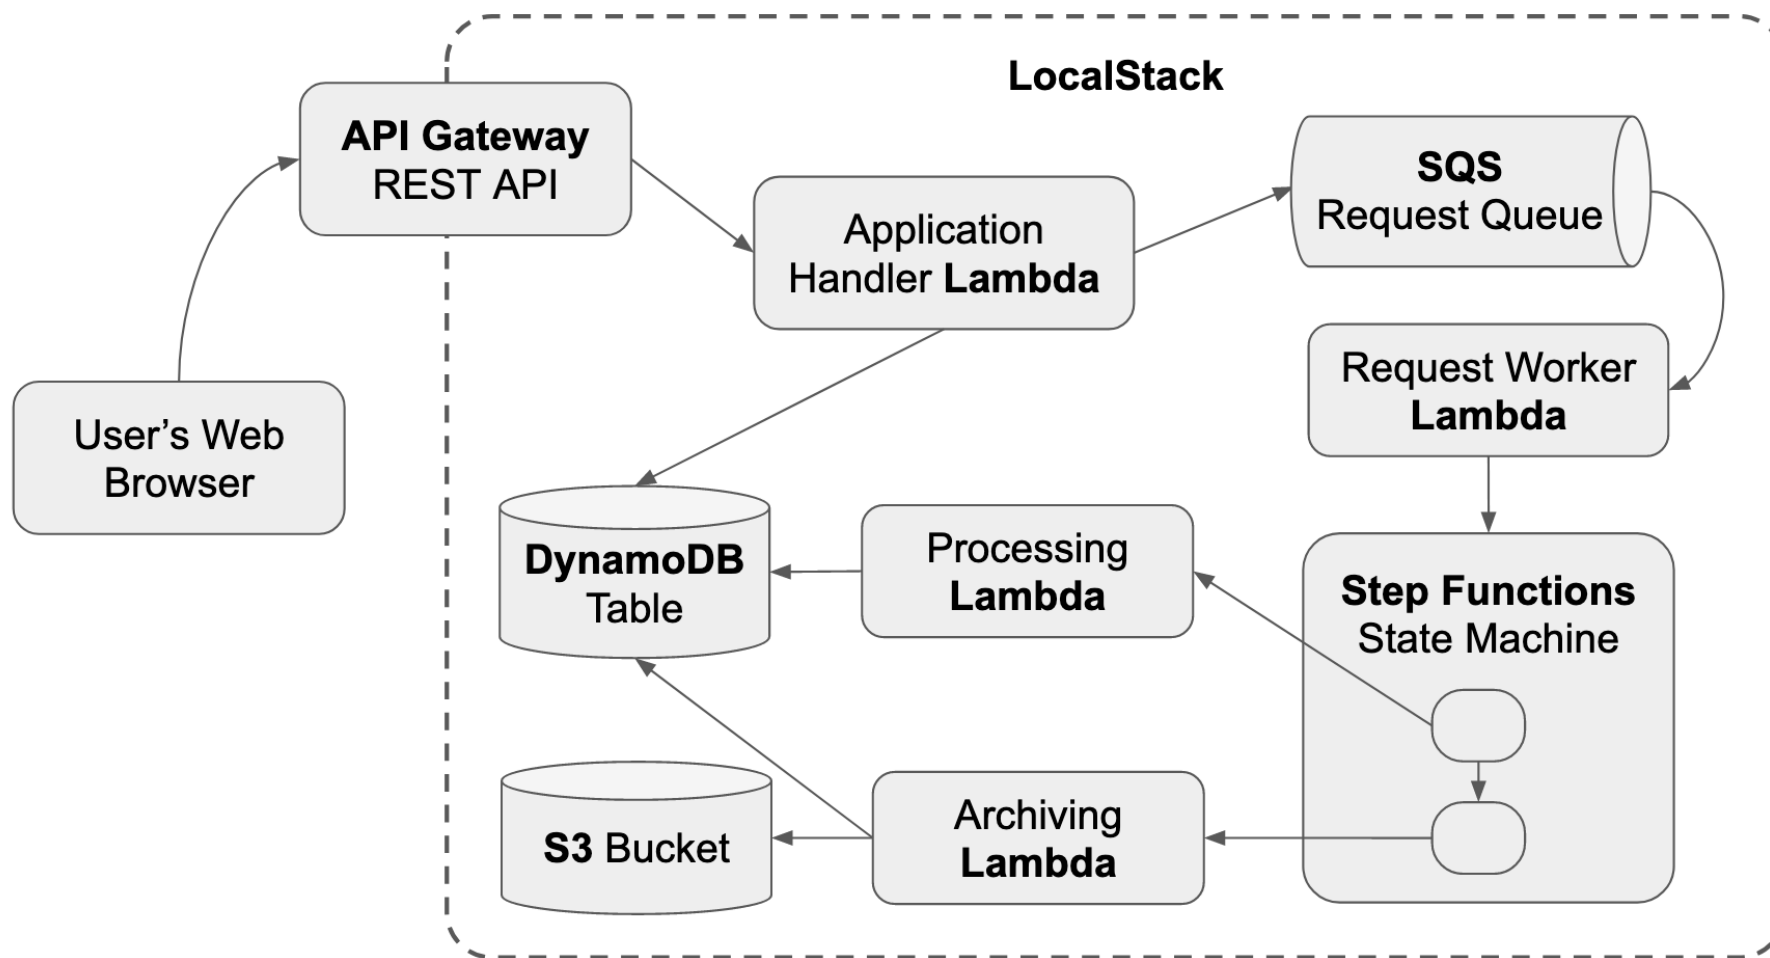 LocalStack
API Gateway
REST API
Application
Handler Lambda
SQS
Request Queue
Request Worker
Lambda
User’s Web
Browser
DynamoDB
Table
Processing
Lambda
Step Functions
State Machine
S3 Bucket
Archiving
Lambda